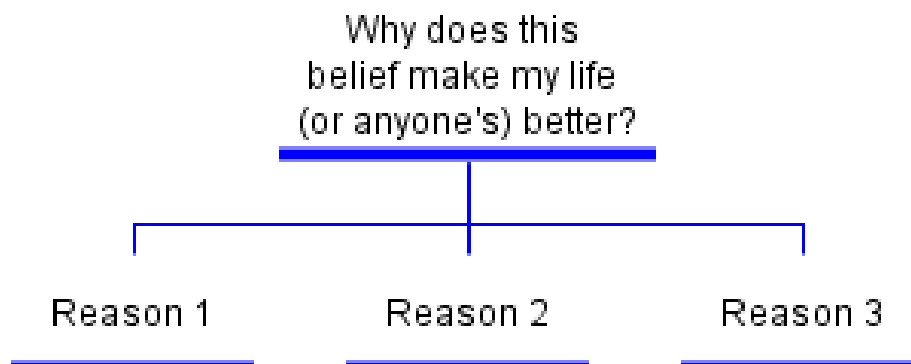 Why does this
belief make my life
(or anyone's) better?
Reason 1 Reason 2 Reason 3